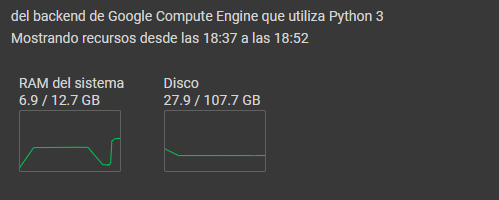 del backend de Google Compute Engine que utiliza Python 3
Mostrando recursos desde las 18:37 a las 18:52
RAM del sistema
6.9 / 12.7 GB
Disco
27.9 / 107.7 GB